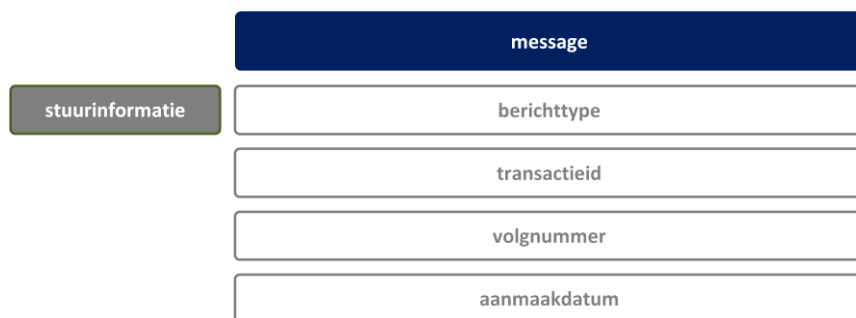 message
stuurinformatie
berichttype
transactieid
volgnummer
aanmaakdatum